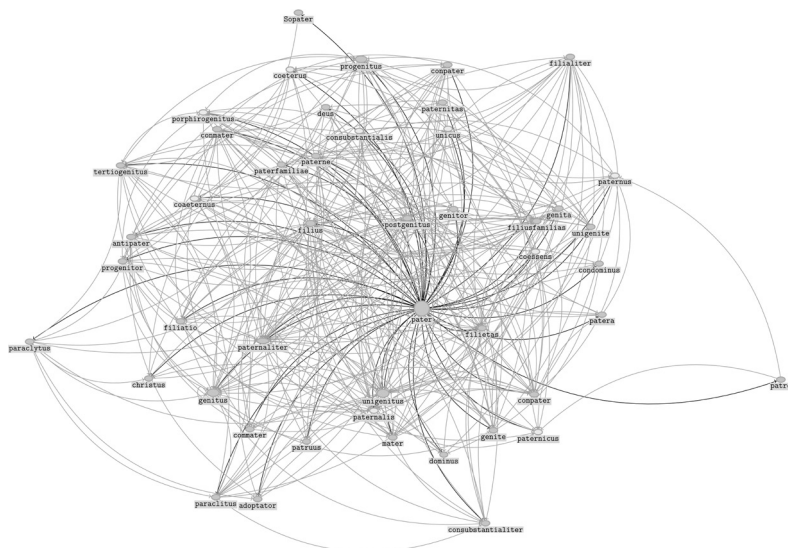 Sopater
progenitus
filialiter
coeterus
conpater
deus
paternitas
porphirogenitus
conmater
consubstantialis
unicus
paterne
tertiogenitus
paterfamiliae
paternus
coaeternus
genitor
genita
postgenitus
filius
filiusfamilias
unigenite
antipater
coessens
progenitor
condominus
pater
patera
filiatio
filietas
paraclytus
paternaliter
christus
genitus
unigenitus
compater
paternalis
commater
genite
paternicus
patruus
mater
dominus
paraclitus
adoptator
consubstantialiter